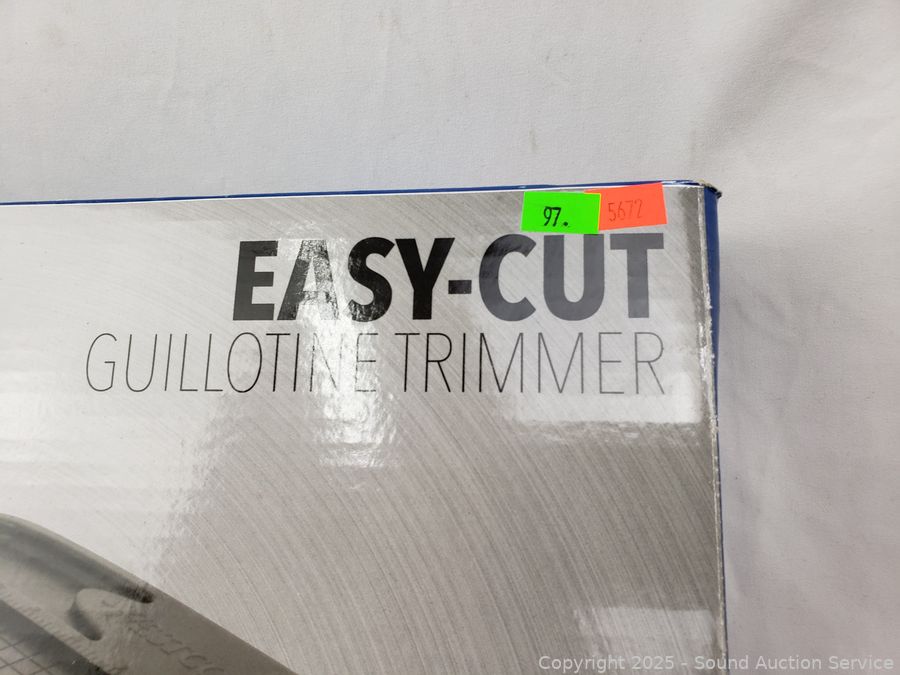 97. 5672
EASY-CUT
GUILLOTINE TRIMMER
Copyright 2025 - Sound Auction Service